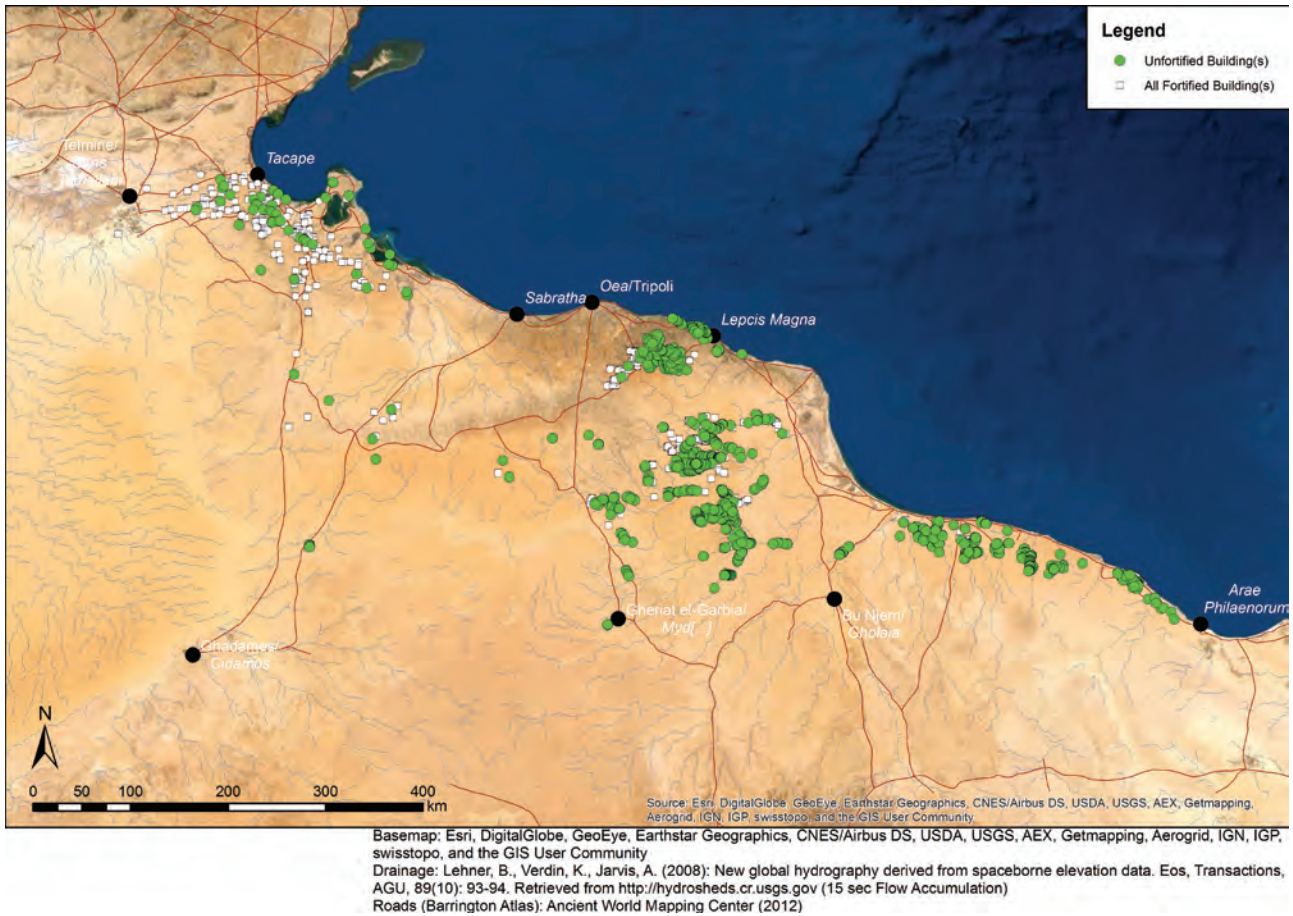 Legend
Unfortified Building(s)
All Fortified Building(s)
Telmine/
Tacape
Sabratha
Oea/Tripoli
Lepcis Magna
Gheriat el-Garbia/
Myd[...]
Bu Njem/
Gholaia
Arae
Philaenorum
Ghadames/
Cidamos
N
0 50 100 200 300 400
km
Source: Esri, DigitalGlobe, GeoEye, Earthstar Geographics, CNES/Airbus DS, USDA, USGS, AEX, Getmapping,
Aerogrid, IGN, IGP, swisstopo, and the GIS User Community
Basemap: Esri, DigitalGlobe, GeoEye, Earthstar Geographics, CNES/Airbus DS, USDA, USGS, AEX, Getmapping, Aerogrid, IGN, IGP,
swisstopo, and the GIS User Community
Drainage: Lehner, B., Verdin, K., Jarvis, A. (2008): New global hydrography derived from spaceborne elevation data. Eos, Transactions,
AGU, 89(10): 93-94. Retrieved from http://hydrosheds.cr.usgs.gov (15 sec Flow Accumulation)
Roads (Barrington Atlas): Ancient World Mapping Center (2012)